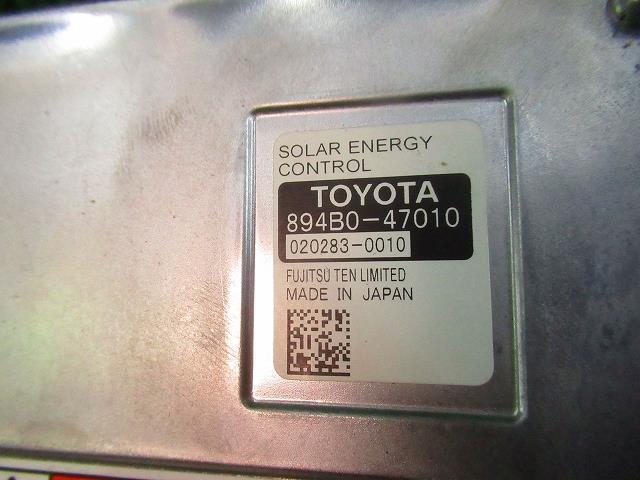 SOLAR ENERGY
CONTROL
TOYOTA
894B0-47010
020283-0010
FUJITSU TEN LIMITED
MADE IN JAPAN